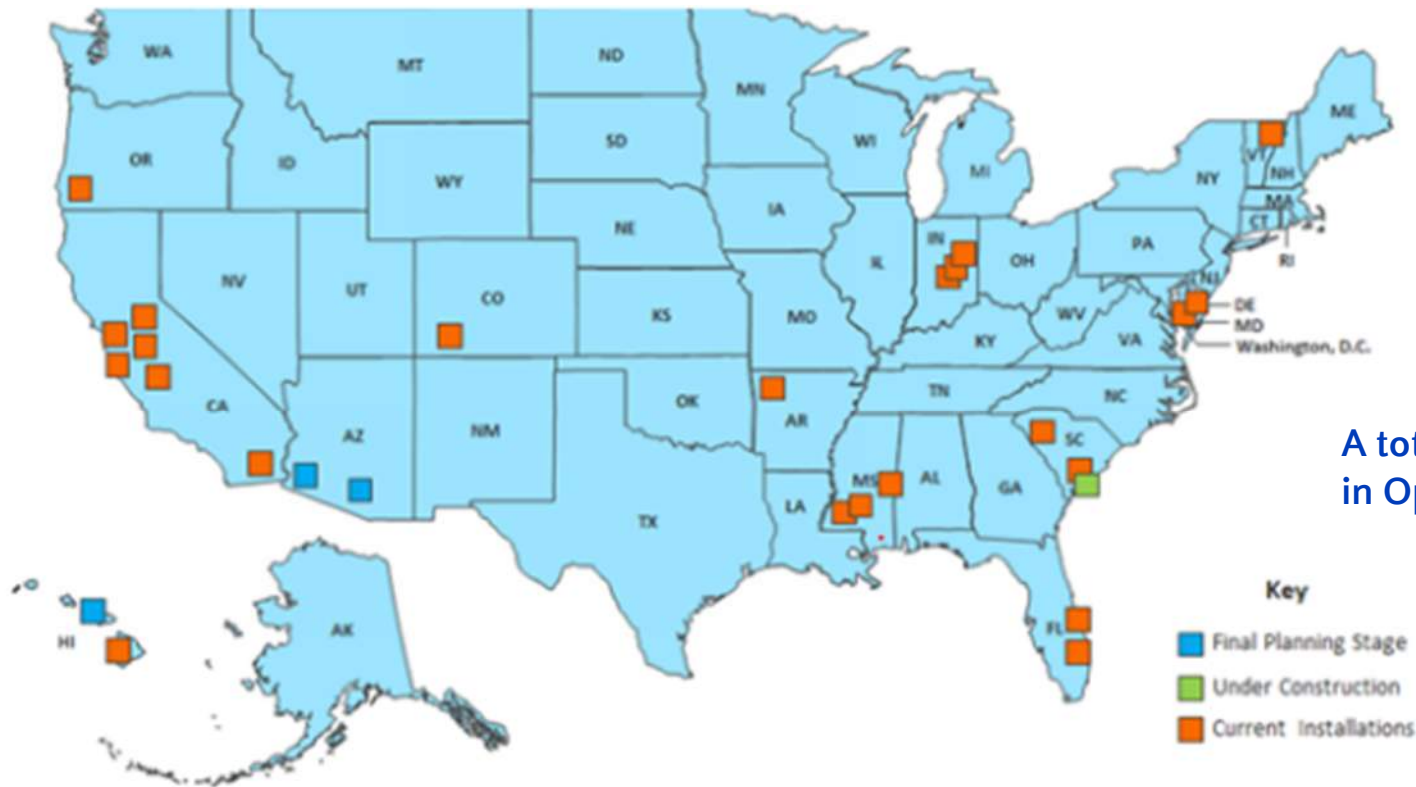 WA
MT
ND
MN
ME
OR
ID
SD
WI
VT
NH
WY
MI
NY
MA
IA
CT
NE
RI
PA
IN
OH
NJ
NV
UT
CO
IL
KS
MO
WV
VA
DE
MD
Washington, D.C.
KY
CA
TN
NC
OK
AR
AZ
NM
SC
A tot
in Op
MS
AL
GA
LA
TX
Key
HI
AK
FL
Final Planning Stage
Under Construction
Current Installations